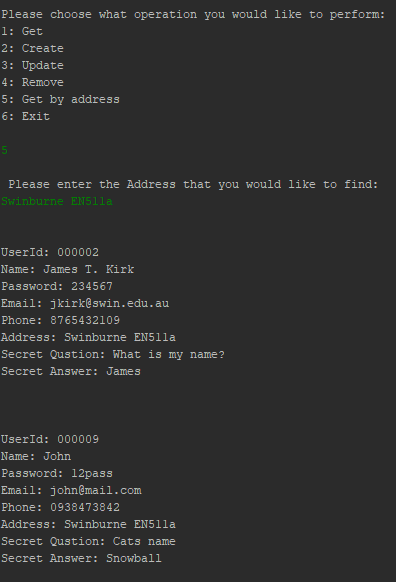 Please choose what operation you would like to perform:
1: Get
2: Create
3: Update
4: Remove
5: Get by address
6: Exit
5
Please enter the Address that you would like to find:
Swinburne EN511a
UserId: 000002
Name: James T. Kirk
Password: 234567
Email: jkirk@swin.edu.au
Phone: 8765432109
Address: Swinburne EN511a
Secret Qustion: What is my name?
Secret Answer: James
UserId: 000009
Name: John
Password: 12pass
Email: john@mail.com
Phone: 0938473842
Address: Swinburne EN511a
Secret Qustion: Cats name
Secret Answer: Snowball